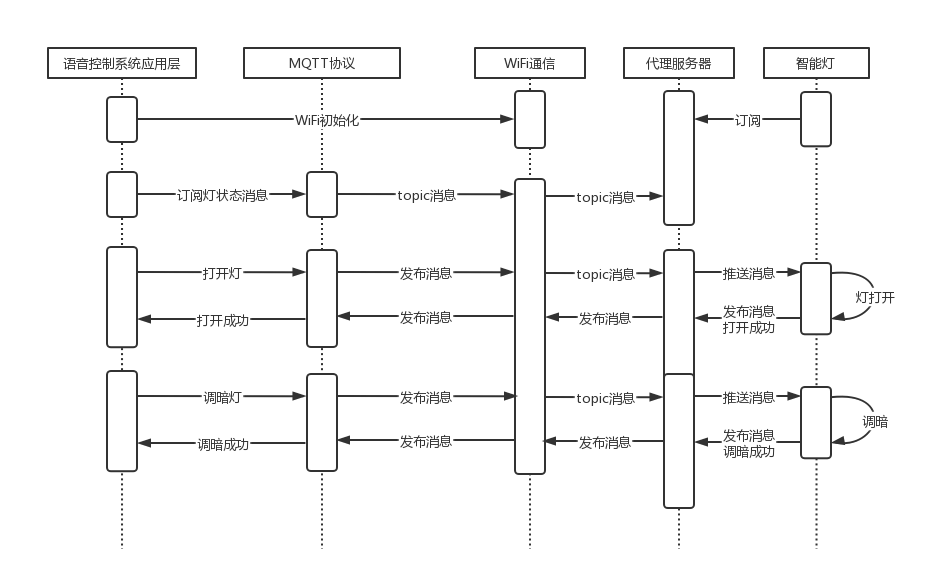 语音控制系统应用层
MQTT协议
WiFi通信
代理服务器
智能灯
WiFi初始化
订阅
订阅灯状态消息
topic消息
topic消息
打开灯
发布消息
topic消息
推送消息
灯打开
打开成功
发布消息
发布消息
发布消息
打开成功
调暗灯
发布消息
topic消息
推送消息
调暗
调暗成功
发布消息
发布消息
发布消息
调暗成功